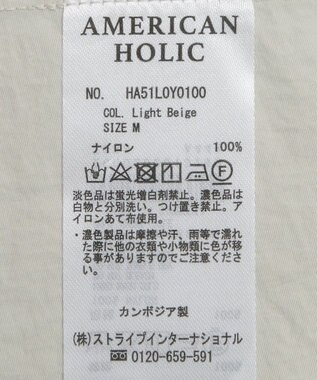 AMERICAN
HOLIC
NO. HA51L0Y0100
COL. Light Beige
SIZE M
ナイロン 100%
淡色品は蛍光増白剤禁止。濃色品は
白物と分別洗い。つけ置き禁止。ア
イロンあて布使用。
・濃色製品は摩擦や汗、雨等で濡れ
た際に他の衣類や小物類に色が移
る事がありますのでご注意くださ
い。
カンボジア製
(株)ストライプインターナショナル
0120-659-591